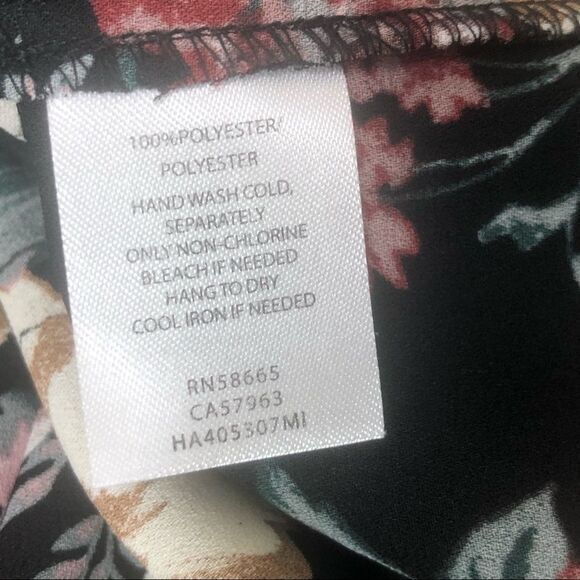 100%POLYESTER/
POLYESTER
HAND WASH COLD,
SEPARATELY
ONLY NON-CHLORINE
BLEACH IF NEEDED
HANG TO DRY
COOL IRON IF NEEDED
RN58665
CA57963
HA405307MI